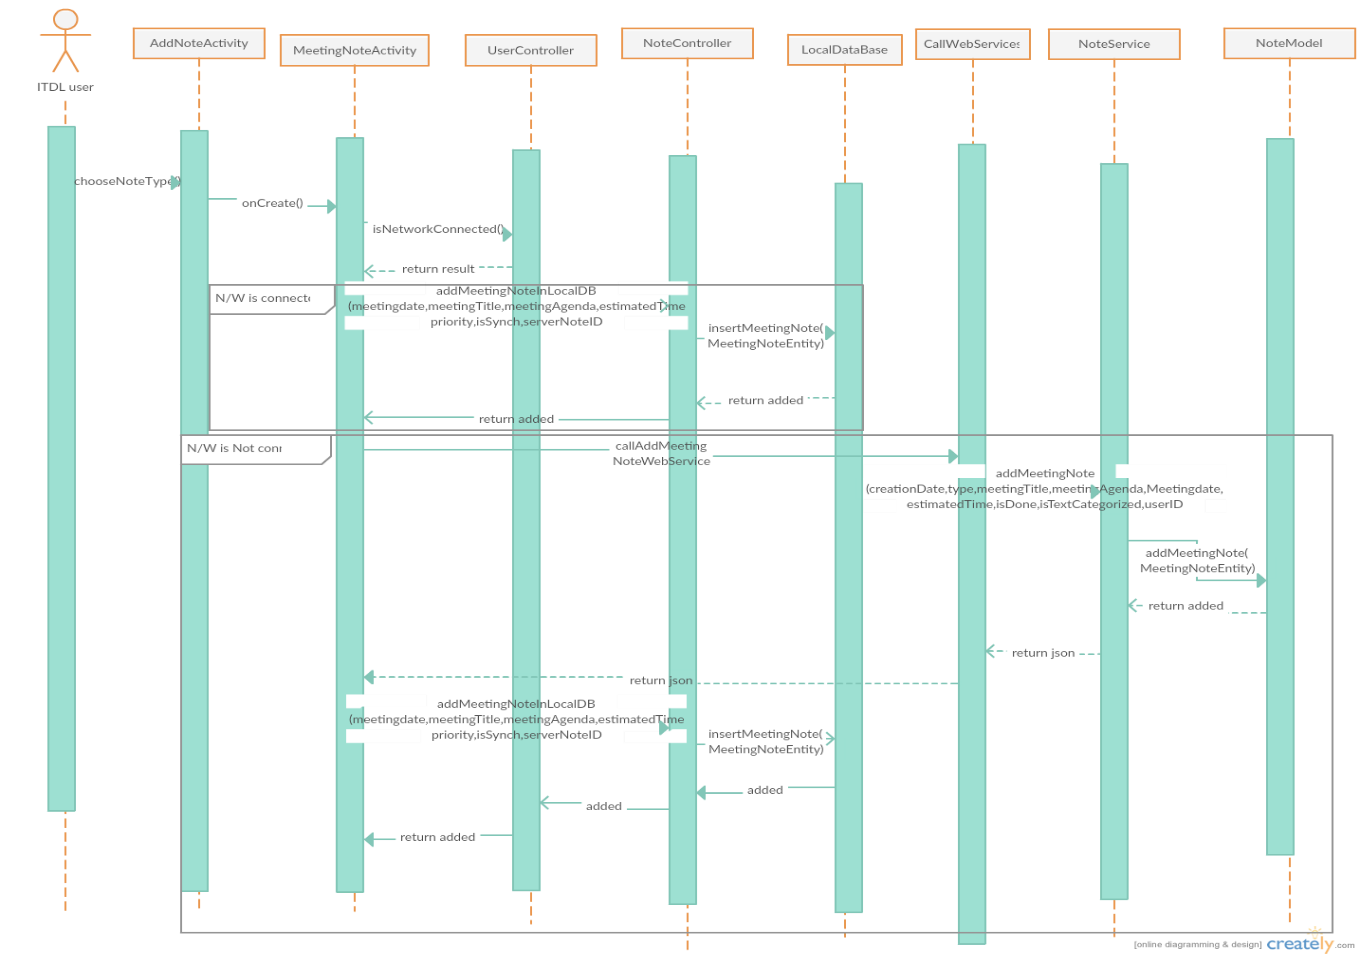 ITDL user
AddNoteActivity
MeetingNoteActivity
UserController
NoteController
LocalDataBase
CallWebServices
NoteService
NoteModel
chooseNoteType()
onCreate()
isNetworkConnected()
return result
N/W is connecte
addMeetingNoteInLocalDB
(meetingdate,meetingTitle,meetingAgenda,estimatedTime
priority,isSynch,serverNoteID
insertMeetingNote(
MeetingNoteEntity)
return added
return added
N/W is Not conn
callAddMeeting
NoteWebService
addMeetingNote
(creationDate,type,meetingTitle,meetingAgenda,Meetingdate,
estimatedTime,isDone,isTextCategorized,userID
addMeetingNote(
MeetingNoteEntity)
return added
return json
return json
addMeetingNoteInLocalDB
(meetingdate,meetingTitle,meetingAgenda,estimatedTime
priority,isSynch,serverNoteID
insertMeetingNote(
MeetingNoteEntity)
added
added
return added
[online diagramming & design] creately.com